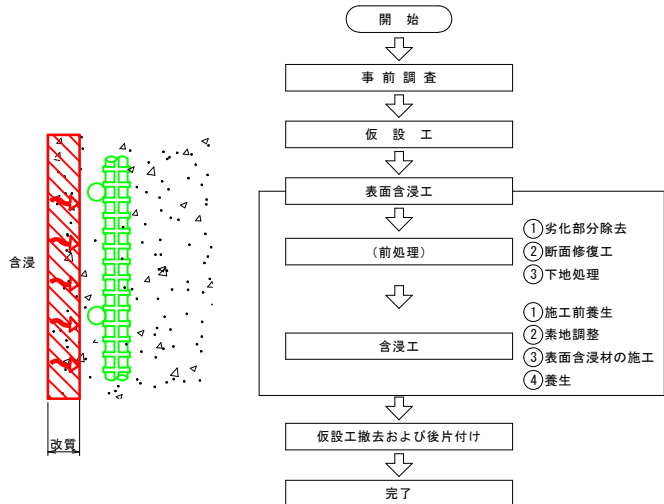 開 始
事 前 調 査
仮 設 工
表面含浸工
(前処理)
①劣化部分除去
②断面修復工
③下地処理
含浸工
①施工前養生
②素地調整
③表面含浸材の施工
④養生
仮設工撤去および後片付け
完了
含浸
改質